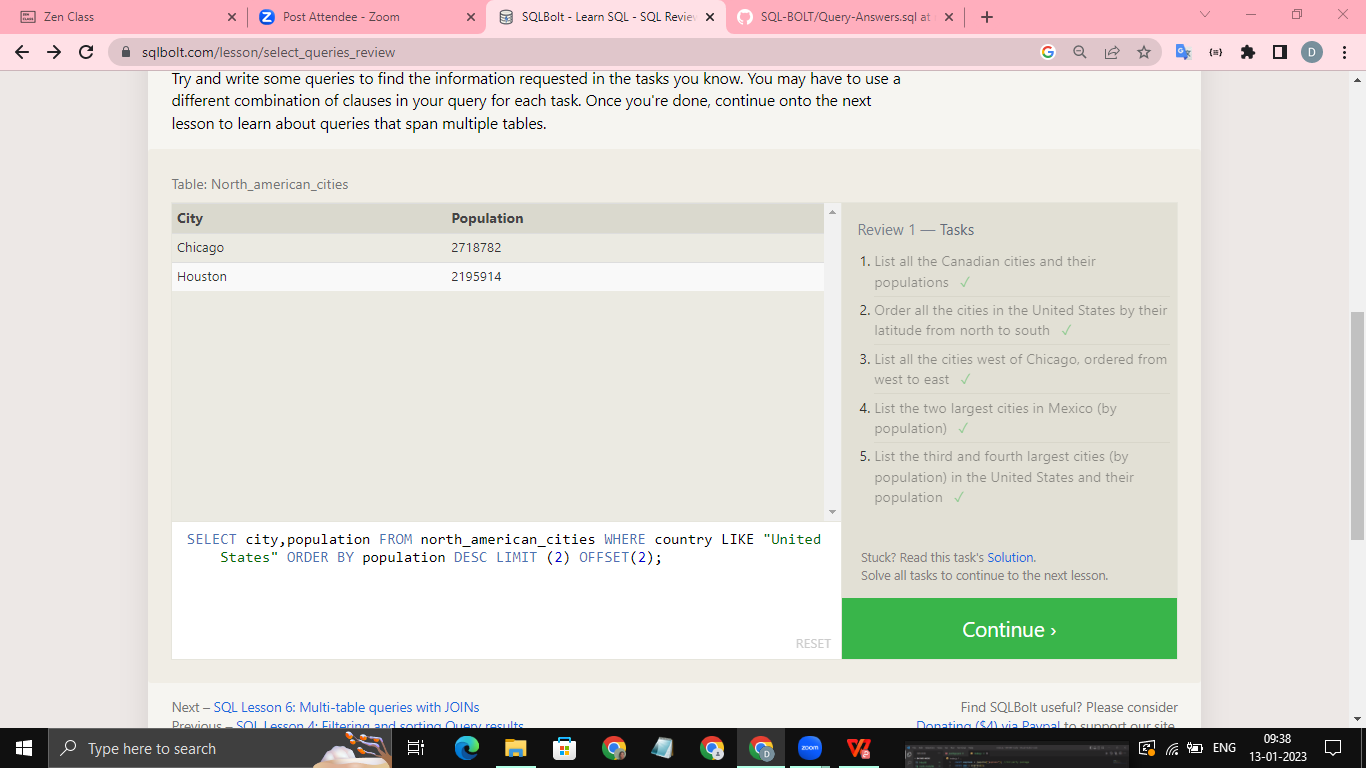 Zen Class
Post Attendee - Zoom
SQLBolt - Learn SQL - SQL Review
SQL-BOLT/Query-Answers.sql at
sqlbolt.com/lesson/select_queries_review
D
Try and write some queries to find the information requested in the tasks you know. You may have to use a
different combination of clauses in your query for each task. Once you're done, continue onto the next
lesson to learn about queries that span multiple tables.
Table: North_american_cities
City Population
Chicago 2718782
Houston 2195914
Review 1 — Tasks
1. List all the Canadian cities and their
populations ✓
2. Order all the cities in the United States by their
latitude from north to south ✓
3. List all the cities west of Chicago, ordered from
west to east ✓
4. List the two largest cities in Mexico (by
population) ✓
5. List the third and fourth largest cities (by
population) in the United States and their
population ✓
SELECT city,population FROM north_american_cities WHERE country LIKE "United
States" ORDER BY population DESC LIMIT (2) OFFSET(2);
RESET
Stuck? Read this task's Solution.
Solve all tasks to continue to the next lesson.
Continue ›
Next – SQL Lesson 6: Multi-table queries with JOINs
Previous – SQL Lesson 4: Filtering and sorting Query results
Find SQLBolt useful? Please consider
Donating ($4) via Paypal to support our site.
Type here to search
zoom
ENG
09:38
13-01-2023